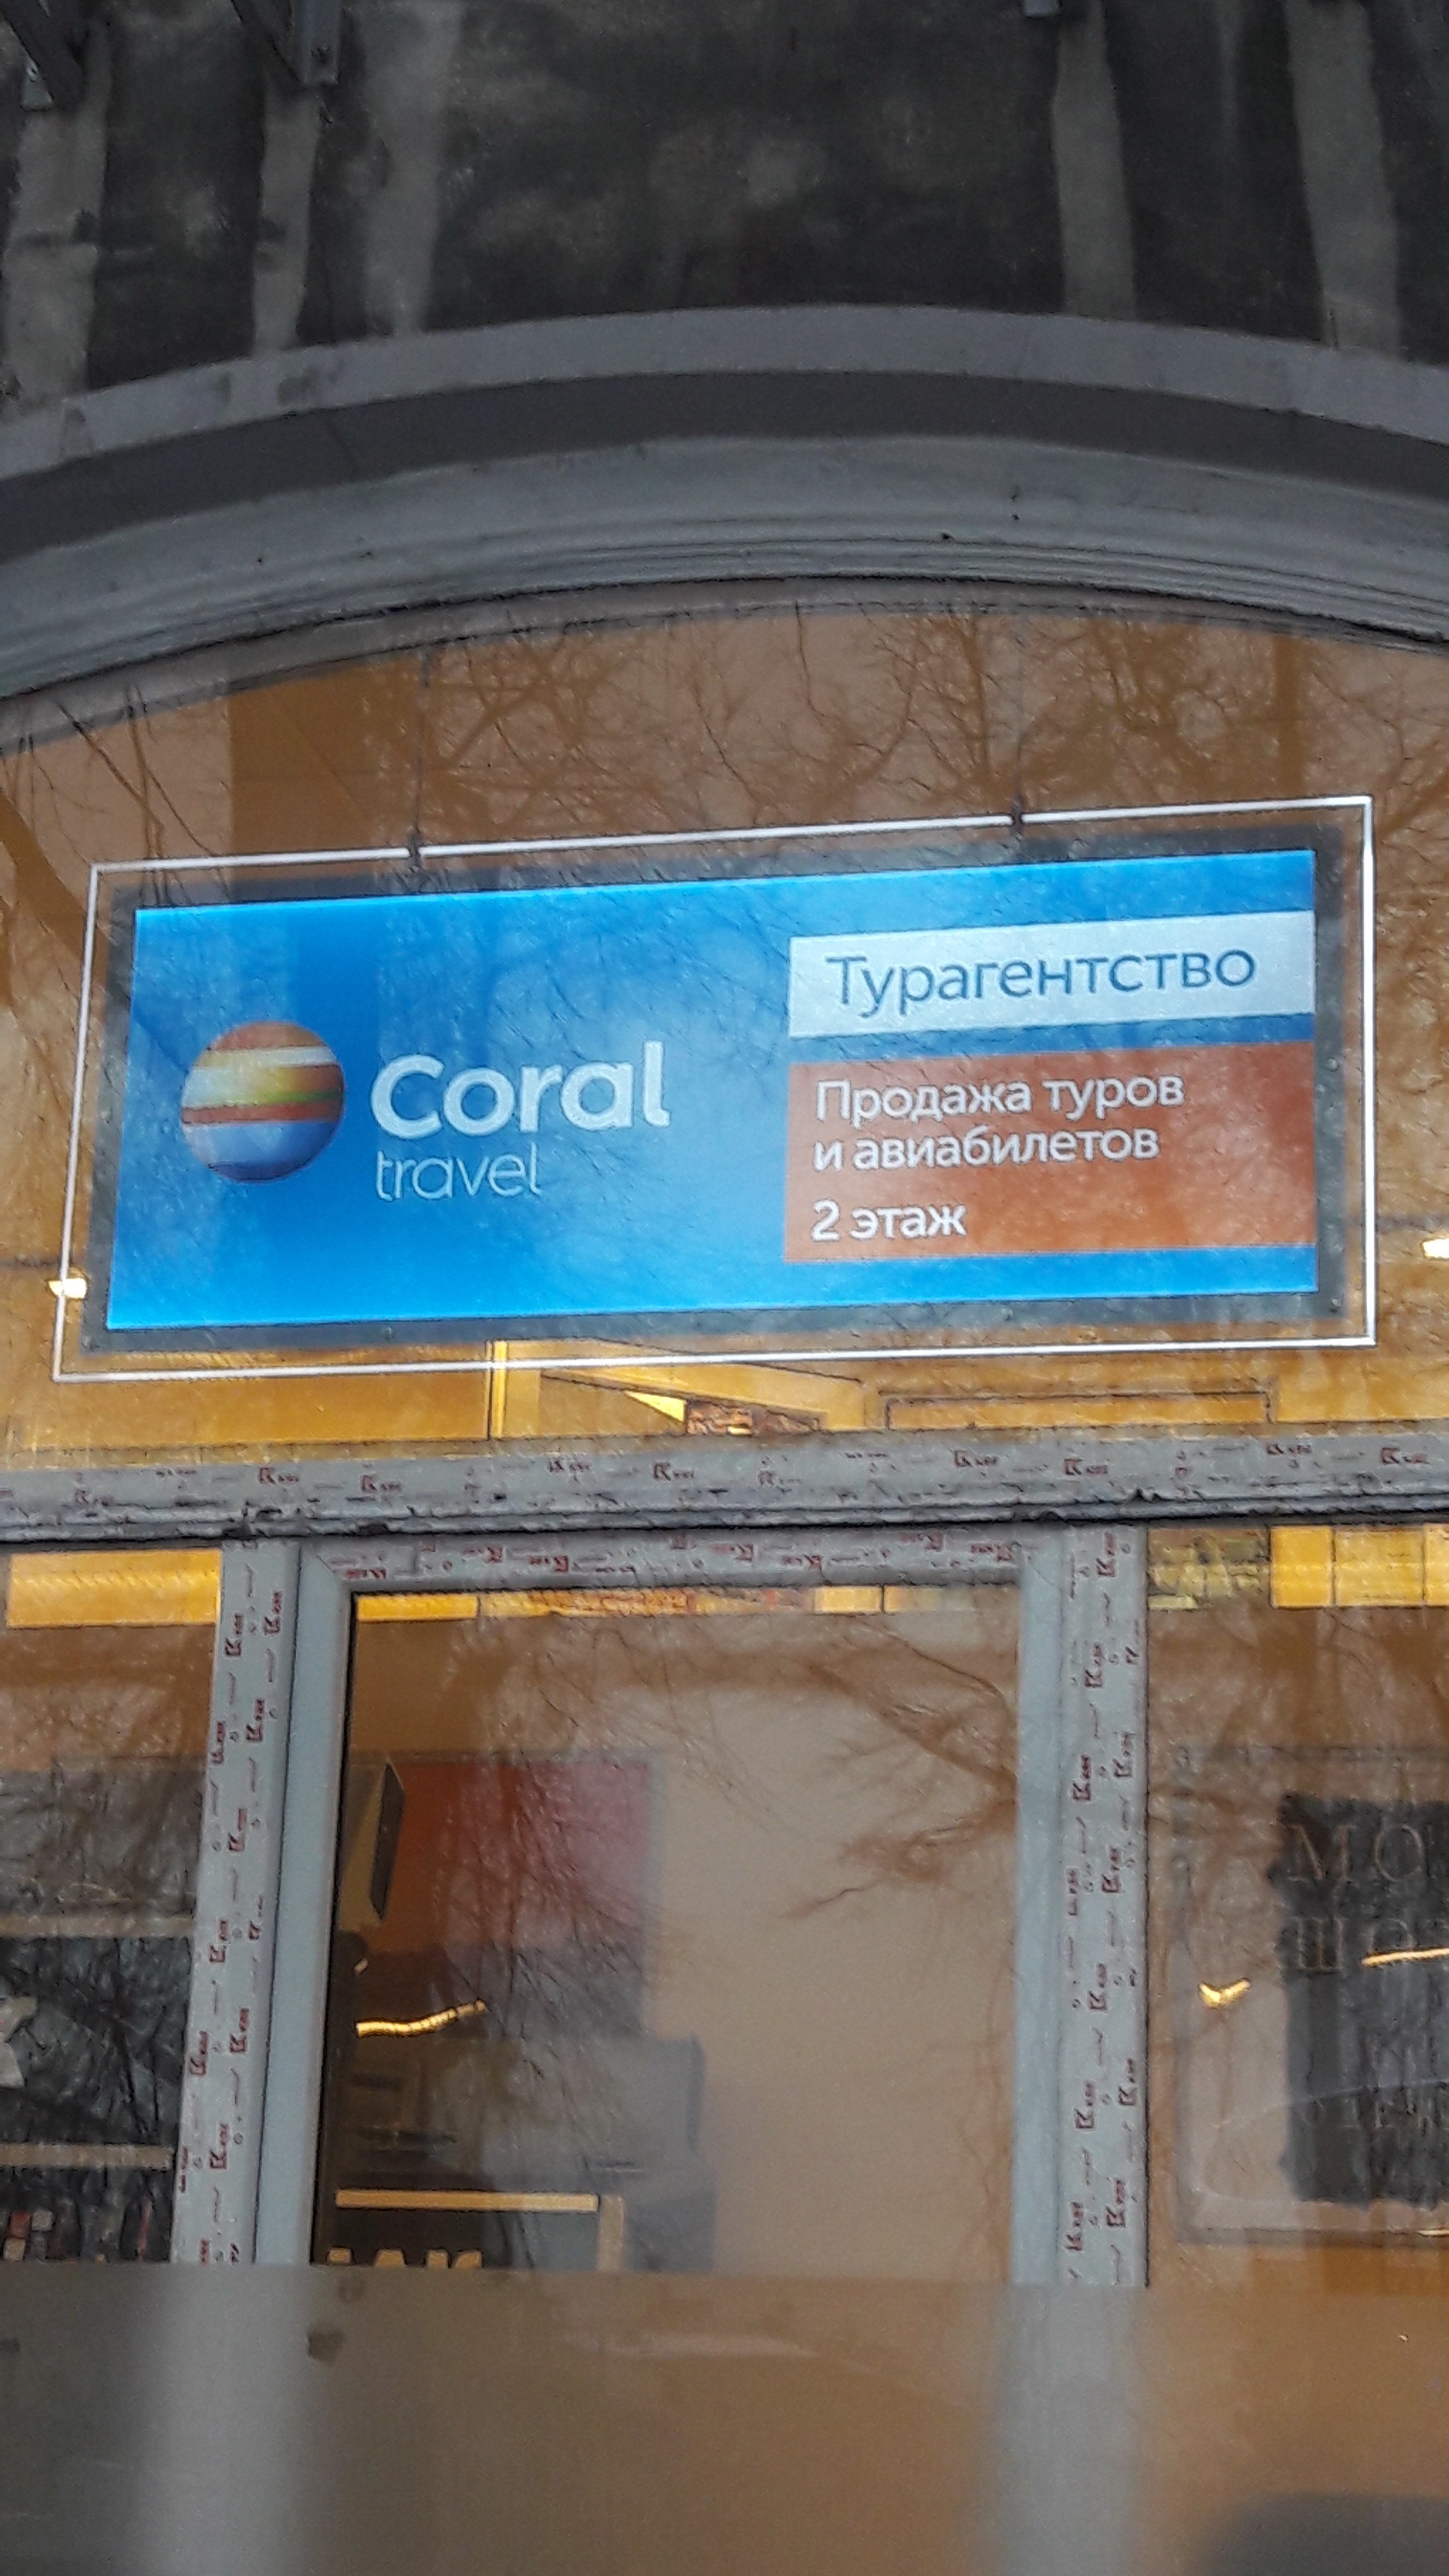 Coral
travel
Турагентство
Продажа туров
и авиабилетов
2 этаж